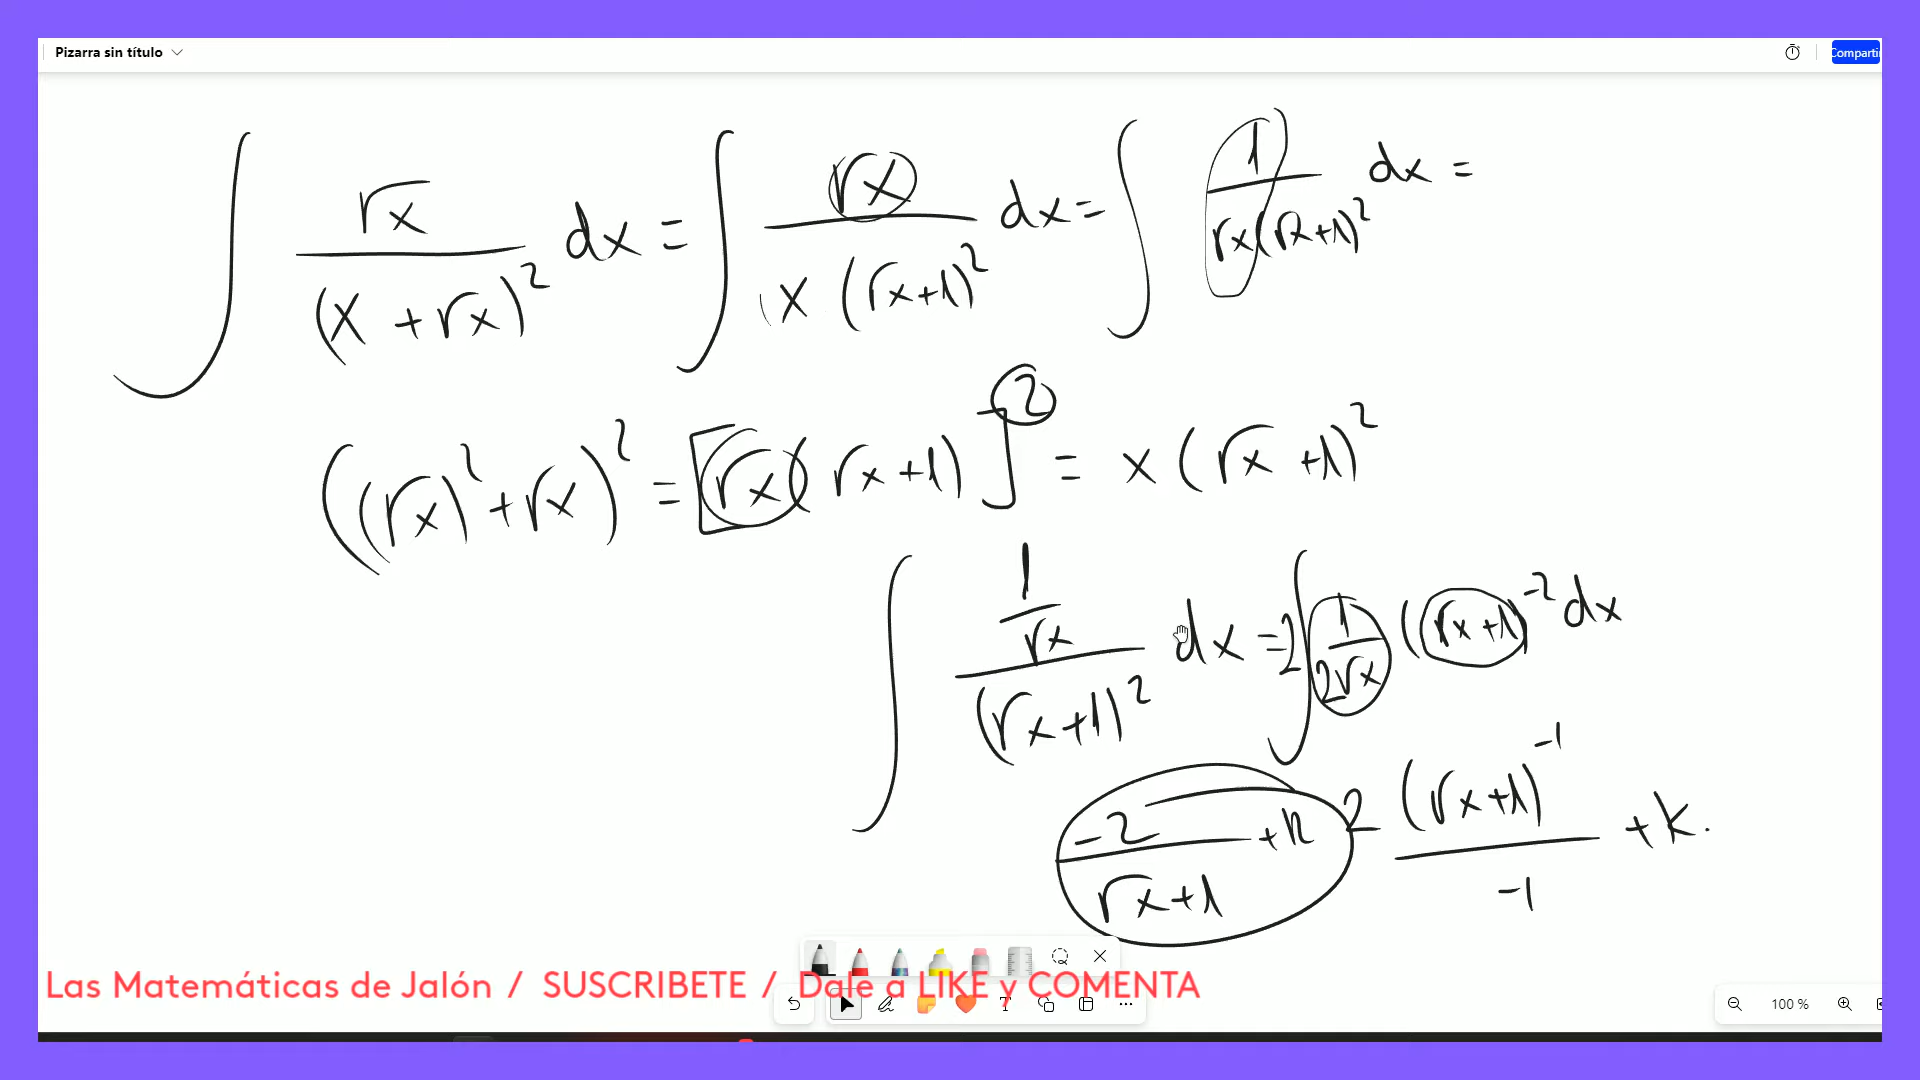 Pizarra sin título
Comparti
∫ √x / (x + √x)² dx = ∫ √x / x (√x+1)² dx = ∫ 1 / √x(√x+1)² dx =
((√x)² + √x)² = [√x(√x+1)]² = x (√x +1)²
∫ 1/√x / (√x+1)² dx = 2∫ 1/2√x (√x+1)⁻² dx
-2 / √x+1 + k 2 (√x+1)⁻¹ / -1 + k.
Las Matemáticas de Jalón / SUSCRIBETE / Dale a LIKE y COMENTA
100 %